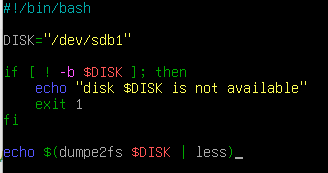 #!/bin/bash
DISK="/dev/sdb1"
if [ ! -b $DISK ]; then
echo "disk $DISK is not available"
exit 1
fi
echo $(dumpe2fs $DISK | less)